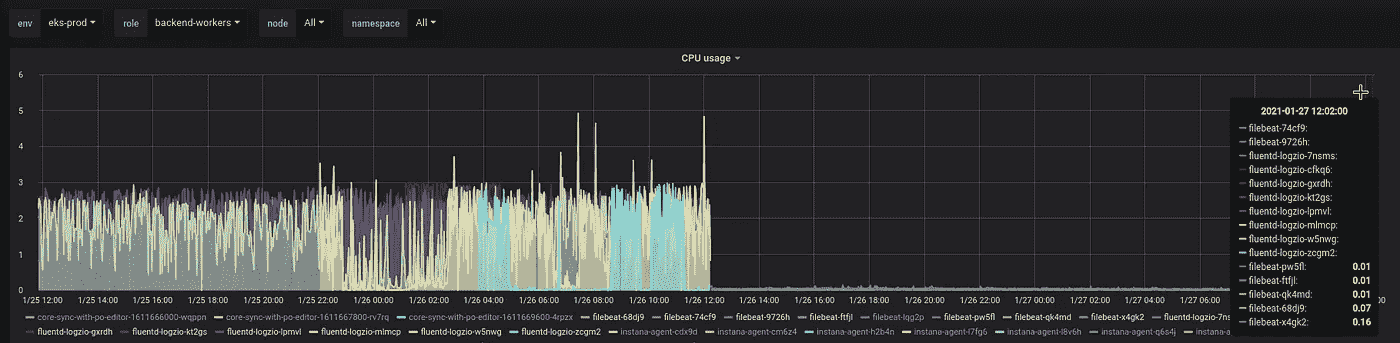 env eks-prod role backend-workers node All namespace All
CPU usage
6
5
4
3
2
1
0
1/25 12:00 1/25 14:00 1/25 16:00 1/25 18:00 1/25 20:00 1/25 22:00 1/26 00:00 1/26 02:00 1/26 04:00 1/26 06:00 1/26 08:00 1/26 10:00 1/26 12:00 1/26 14:00 1/26 16:00 1/26 18:00 1/26 20:00 1/26 22:00 1/27 00:00 1/27 02:00 1/27 04:00 1/27 06:00
core-sync-with-po-editor-1611666000-wqppn core-sync-with-po-editor-1611667800-rv7rq core-sync-with-po-editor-1611669600-4rpzx filebeat-68dj9 filebeat-74cf9 filebeat-9726h filebeat-ftfjl filebeat-lqg2p filebeat-pw5fl filebeat-qk4md filebeat-x4gk2 fluentd-logzio-7ns
fluentd-logzio-gxrdh fluentd-logzio-kt2gs fluentd-logzio-lpmvl fluentd-logzio-mlmcp fluentd-logzio-w5nwg fluentd-logzio-zcgm2 instana-agent-cdx9d instana-agent-cm6z4 instana-agent-h2b4n instana-agent-l7fg6 instana-agent-l8v6h instana-agent-q6s4j instana-a
2021-01-27 12:02:00
filebeat-74cf9:
filebeat-9726h:
fluentd-logzio-7nsms:
fluentd-logzio-cfkq6:
fluentd-logzio-gxrdh:
fluentd-logzio-kt2gs:
fluentd-logzio-lpmvl:
fluentd-logzio-mlmcp:
fluentd-logzio-w5nwg:
fluentd-logzio-zcgm2:
filebeat-pw5fl: 0.01
filebeat-ftfjl: 0.01
filebeat-qk4md: 0.01
filebeat-68dj9: 0.07
filebeat-x4gk2: 0.16